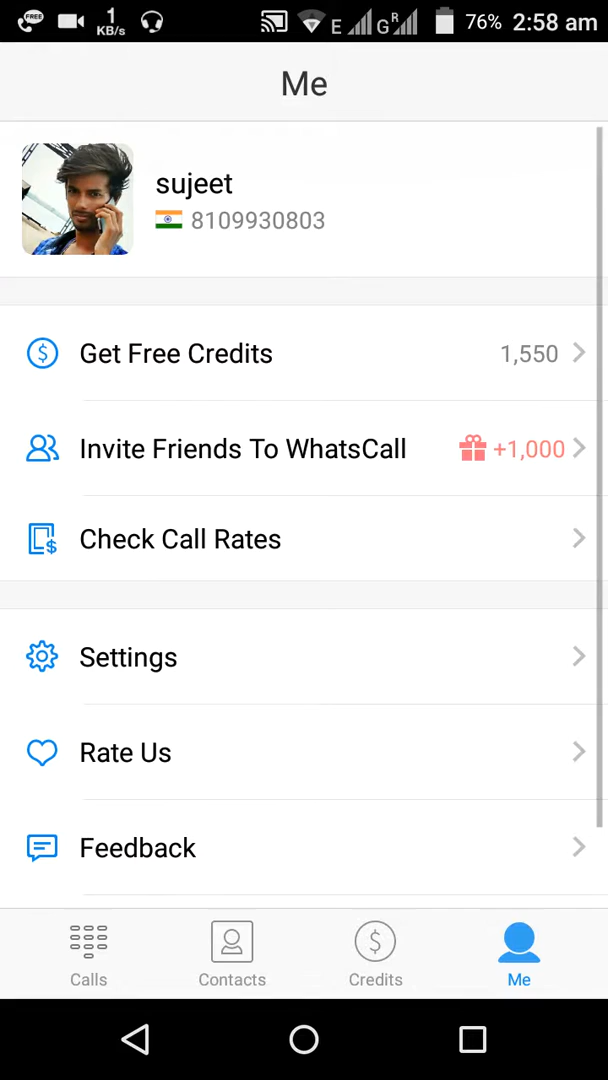 FREE 1 KB/s E G R 76% 2:58 am
Me
sujeet
8109930803
Get Free Credits 1,550
Invite Friends To WhatsCall +1,000
Check Call Rates
Settings
Rate Us
Feedback
Calls Contacts Credits Me